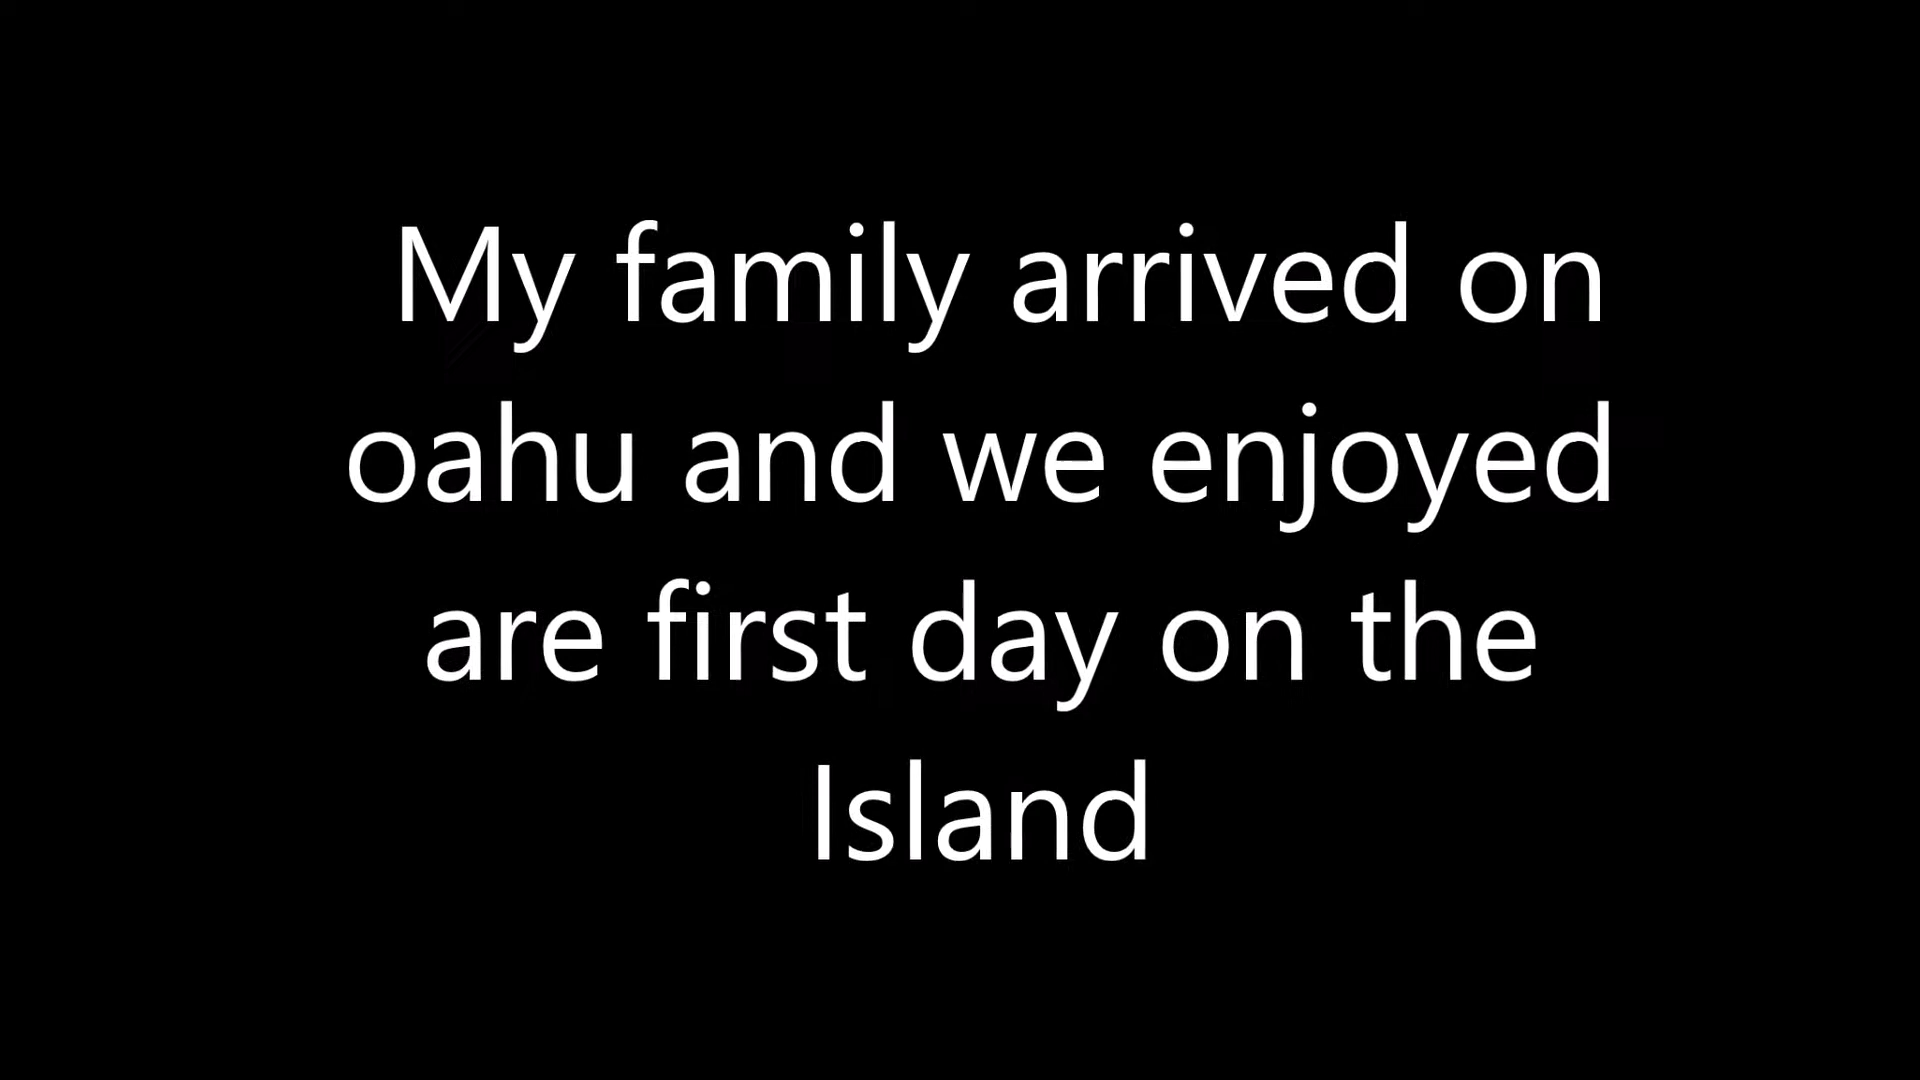 My family arrived on
oahu and we enjoyed
are first day on the
Island